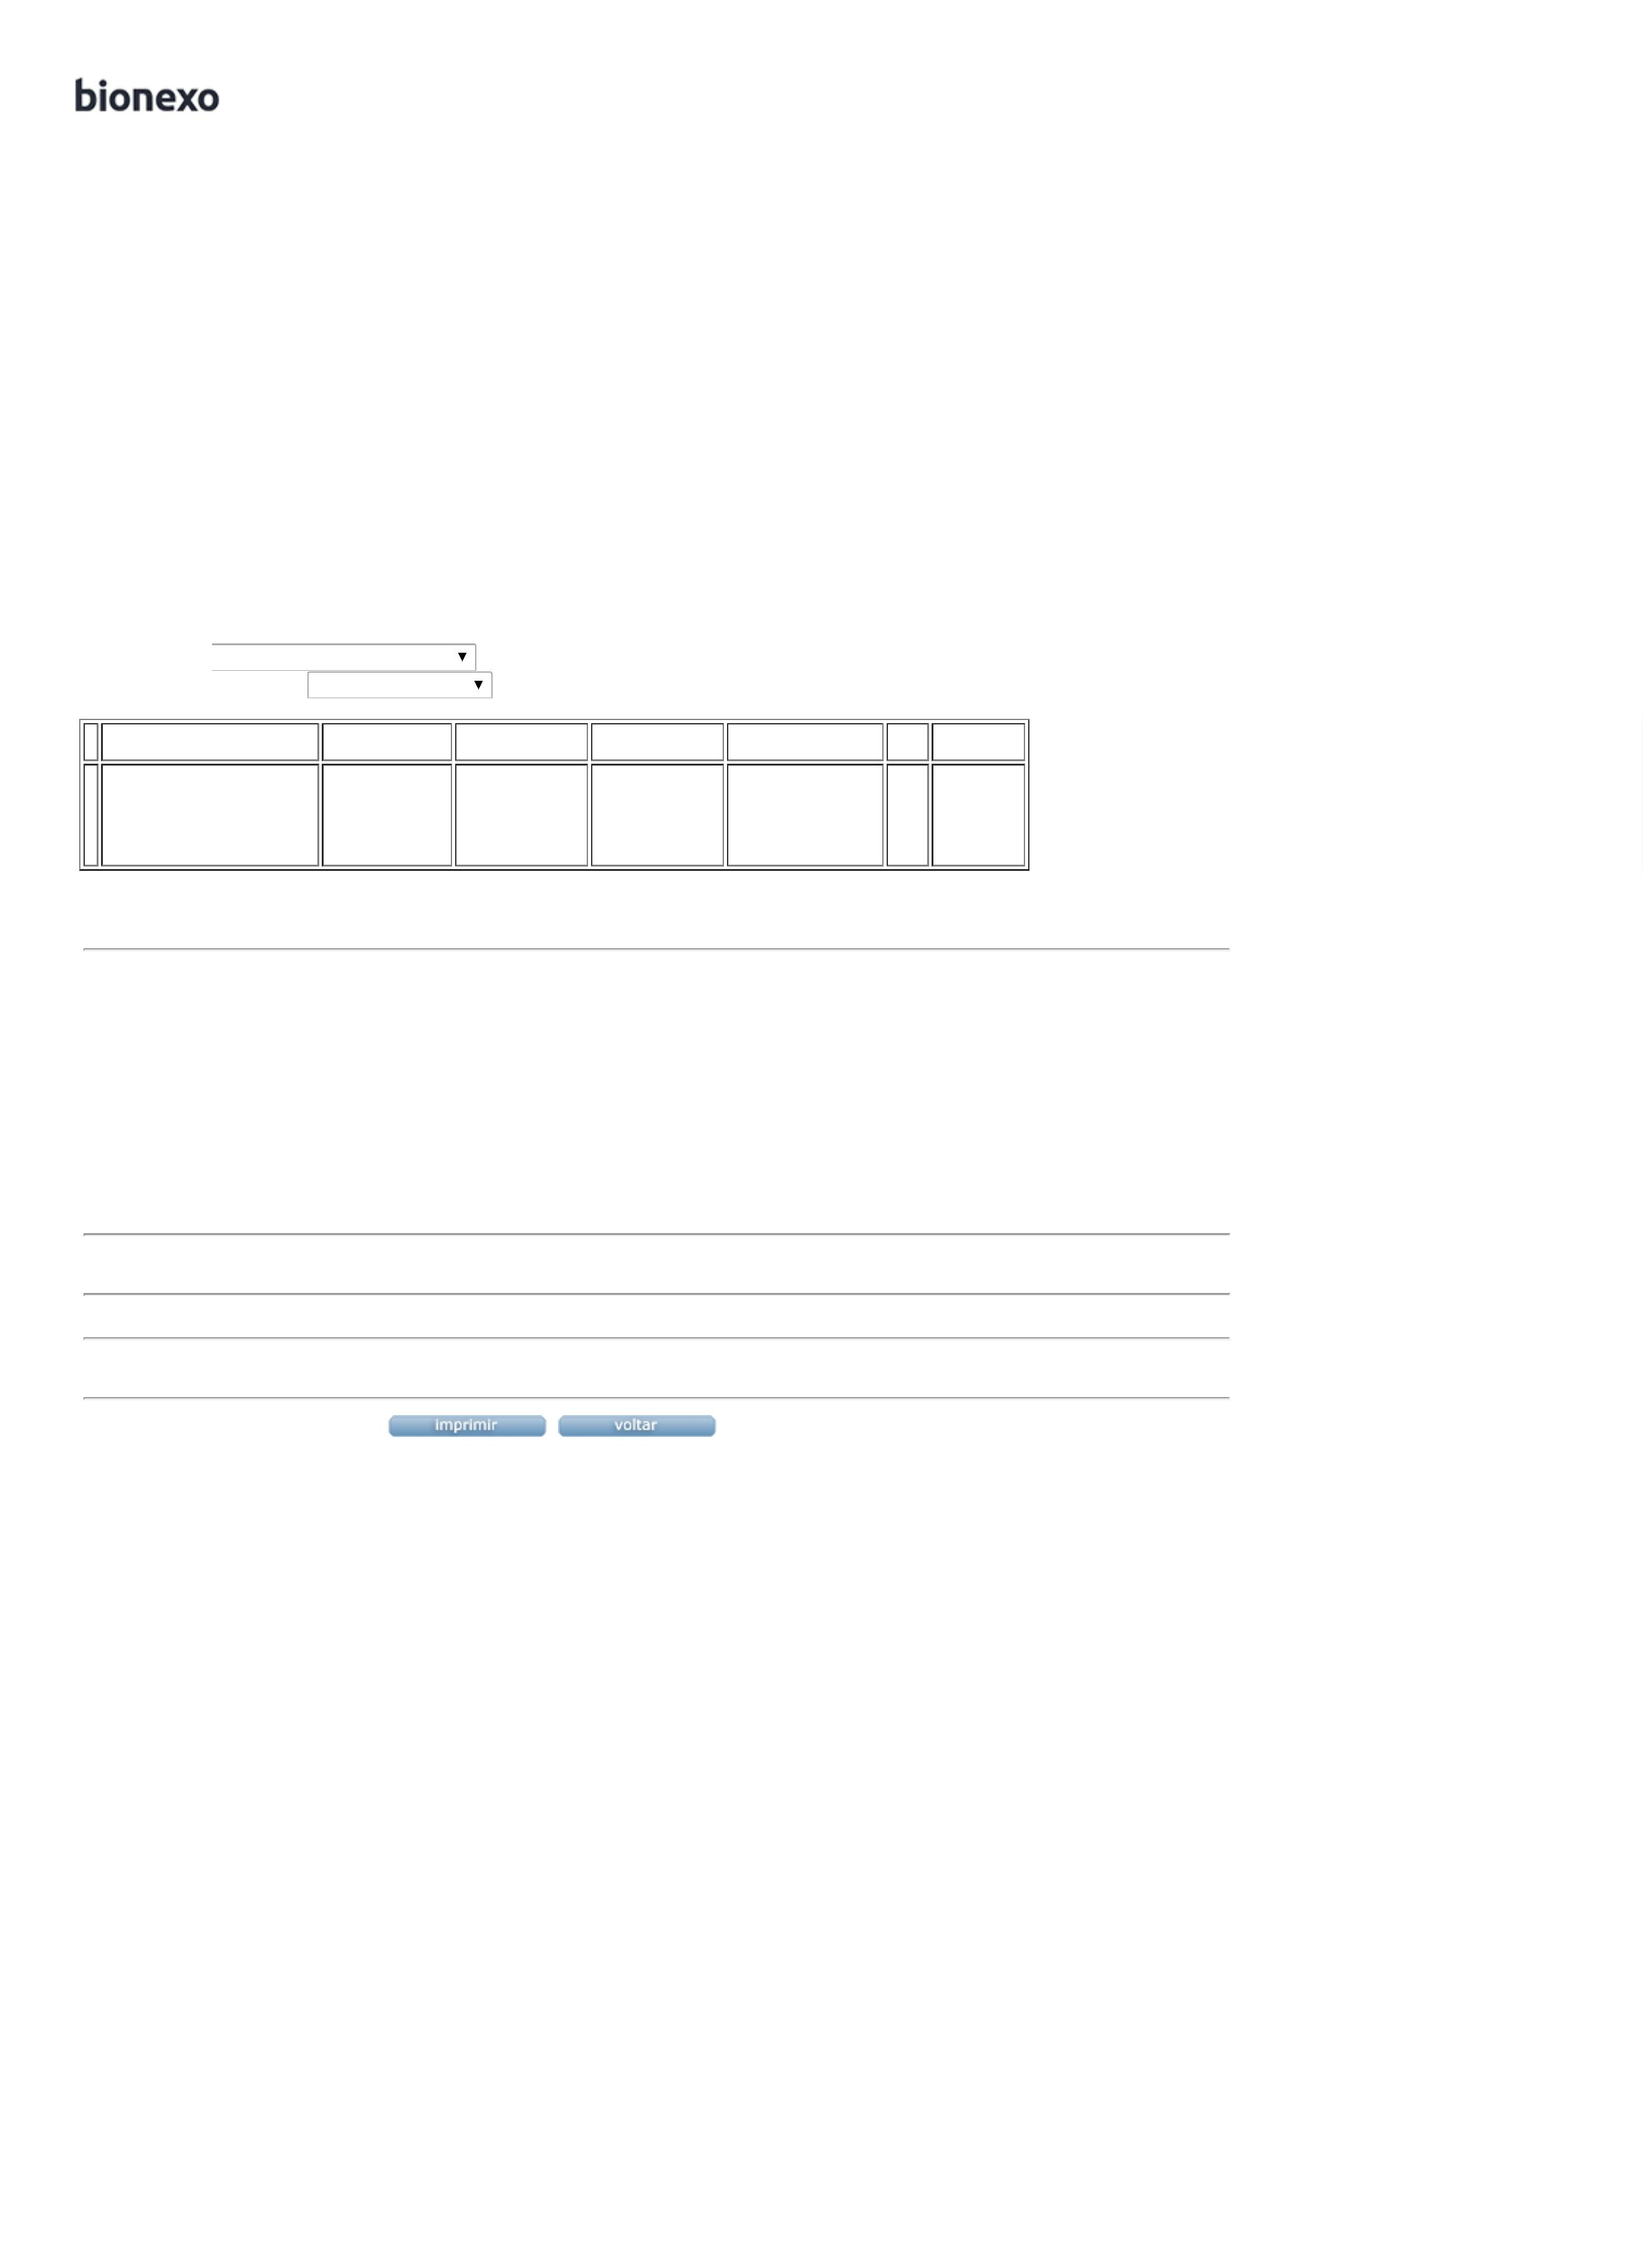 bionexo
▼
▼
imprimir voltar